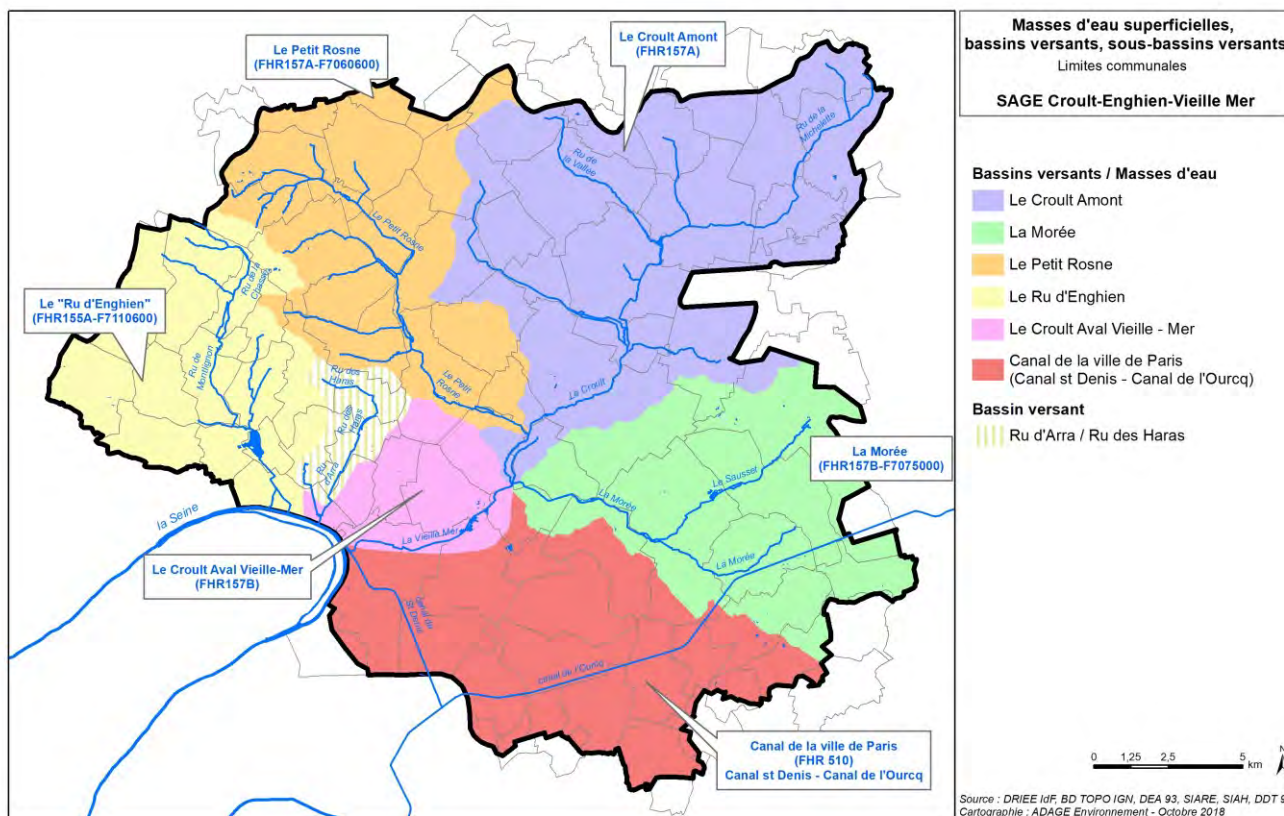 Le Petit Rosne
(FHR157A-F7060600)
Le Croult Amont
(FHR157A)
Ru de la
Michelette
Ru de
la Vallée
Le Petit Rosne
Ru de la
Chasse
Le "Ru d'Enghien"
(FHR155A-F7110600)
Ru de
Montlignon
Ru des
Haras
Ru des
Haras
Le Petit
Rosne
Le Croult
Ru
d'Arra
La Morée
(FHR157B-F7075000)
Le Sausset
La Morée
la Seine
La Vieille Mer
La Morée
Le Croult Aval Vieille-Mer
(FHR157B)
canal de
St Denis
canal de l'Ourcq
Canal de la ville de Paris
(FHR 510)
Canal st Denis - Canal de l'Ourcq
Masses d'eau superficielles,
bassins versants, sous-bassins versants
Limites communales
SAGE Croult-Enghien-Vieille Mer
Bassins versants / Masses d'eau
Le Croult Amont
La Morée
Le Petit Rosne
Le Ru d'Enghien
Le Croult Aval Vieille - Mer
Canal de la ville de Paris
(Canal st Denis - Canal de l'Ourcq)
Bassin versant
Ru d'Arra / Ru des Haras
0 1,25 2,5 5
km
N
Source : DRIEE IdF, BD TOPO IGN, DEA 93, SIARE, SIAH, DDT 9
Cartographie : ADAGE Environnement - Octobre 2018